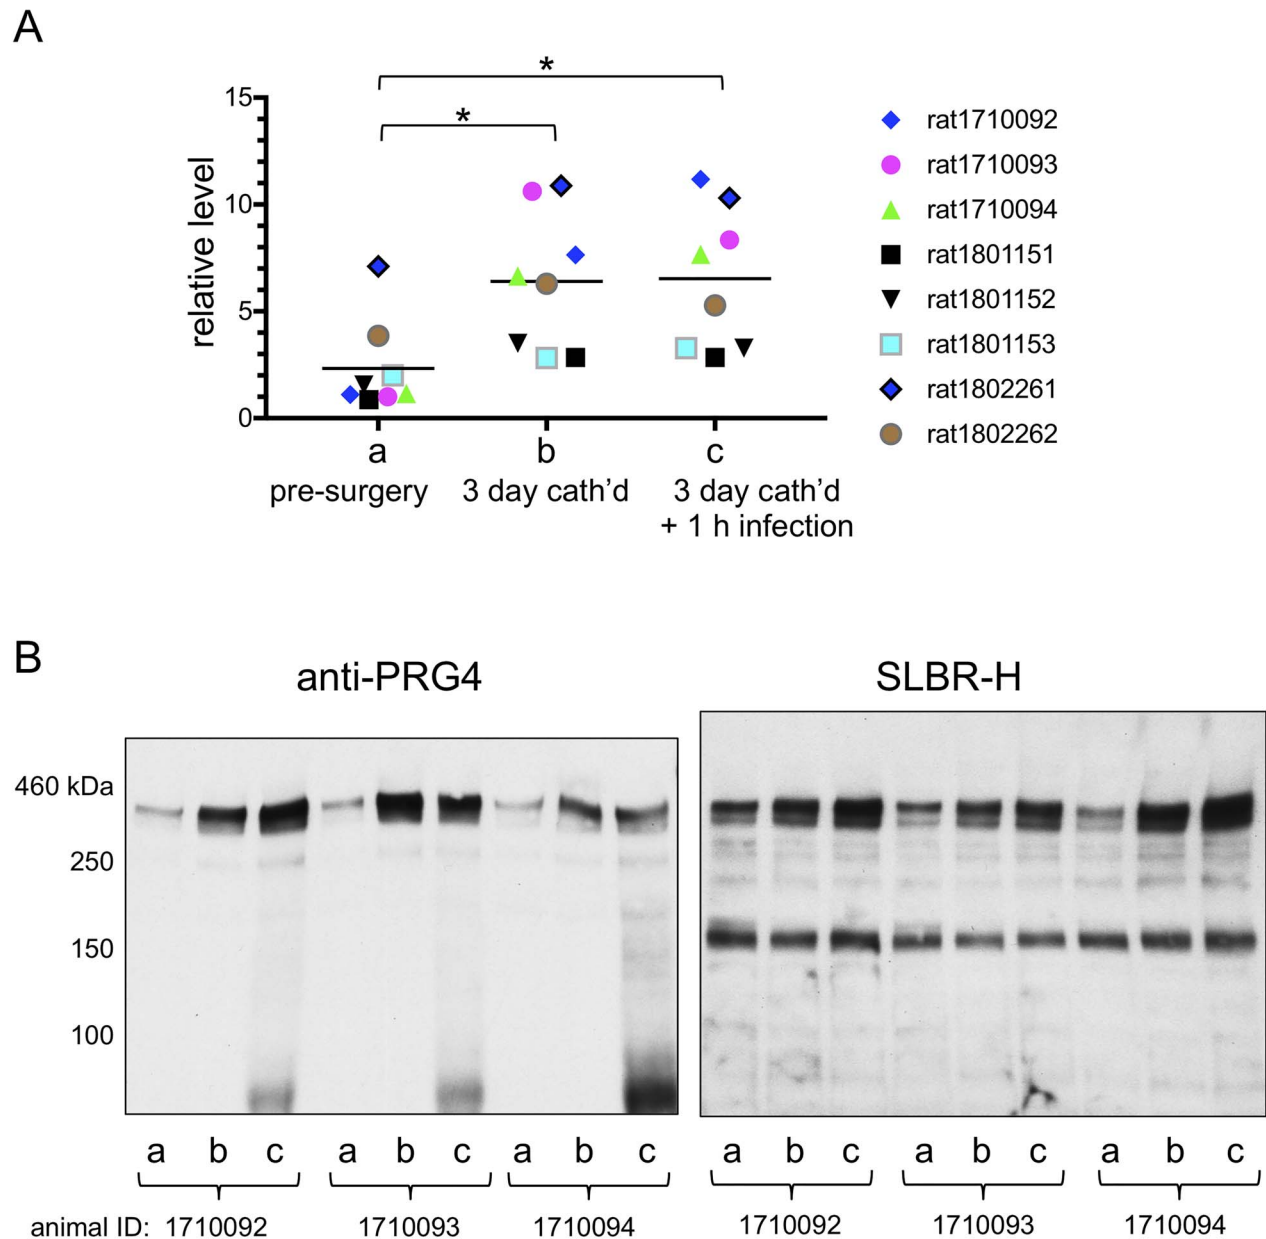 A
*
*
15
10
5
0
relative level
a
b
c
pre-surgery
3 day cath’d
3 day cath’d
+ 1 h infection
rat1710092
rat1710093
rat1710094
rat1801151
rat1801152
rat1801153
rat1802261
rat1802262
B
anti-PRG4
SLBR-H
460 kDa
250
150
100
a b c a b c a b c a b c a b c a b c
animal ID: 1710092 1710093 1710094 1710092 1710093 1710094